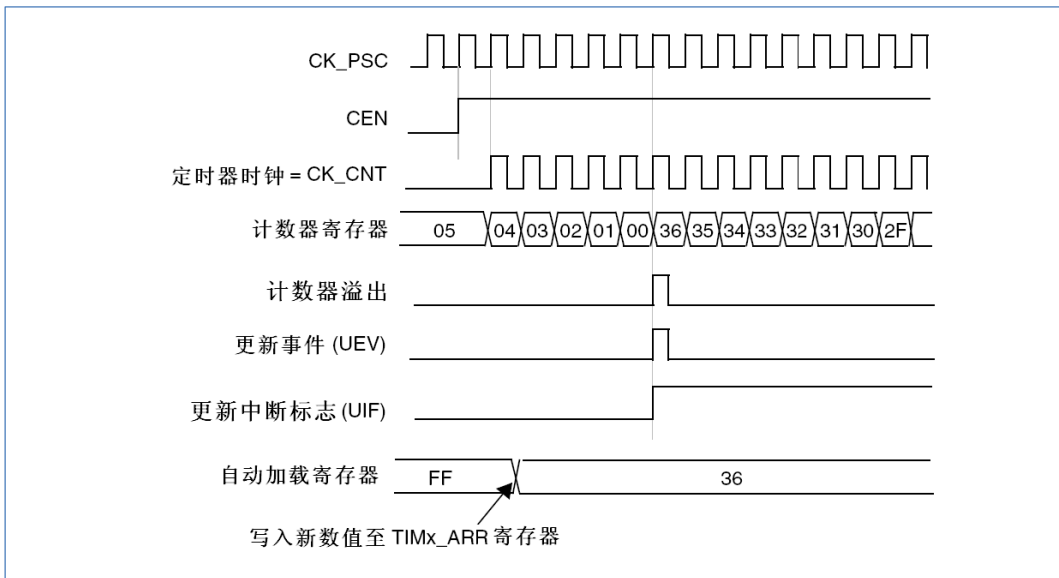 CK_PSC
CEN
定时器时钟 = CK_CNT
计数器寄存器 05 04 03 02 01 00 36 35 34 33 32 31 30 2F
计数器溢出
更新事件 (UEV)
更新中断标志 (UIF)
自动加载寄存器 FF 36
写入新数值至 TIMx_ARR 寄存器